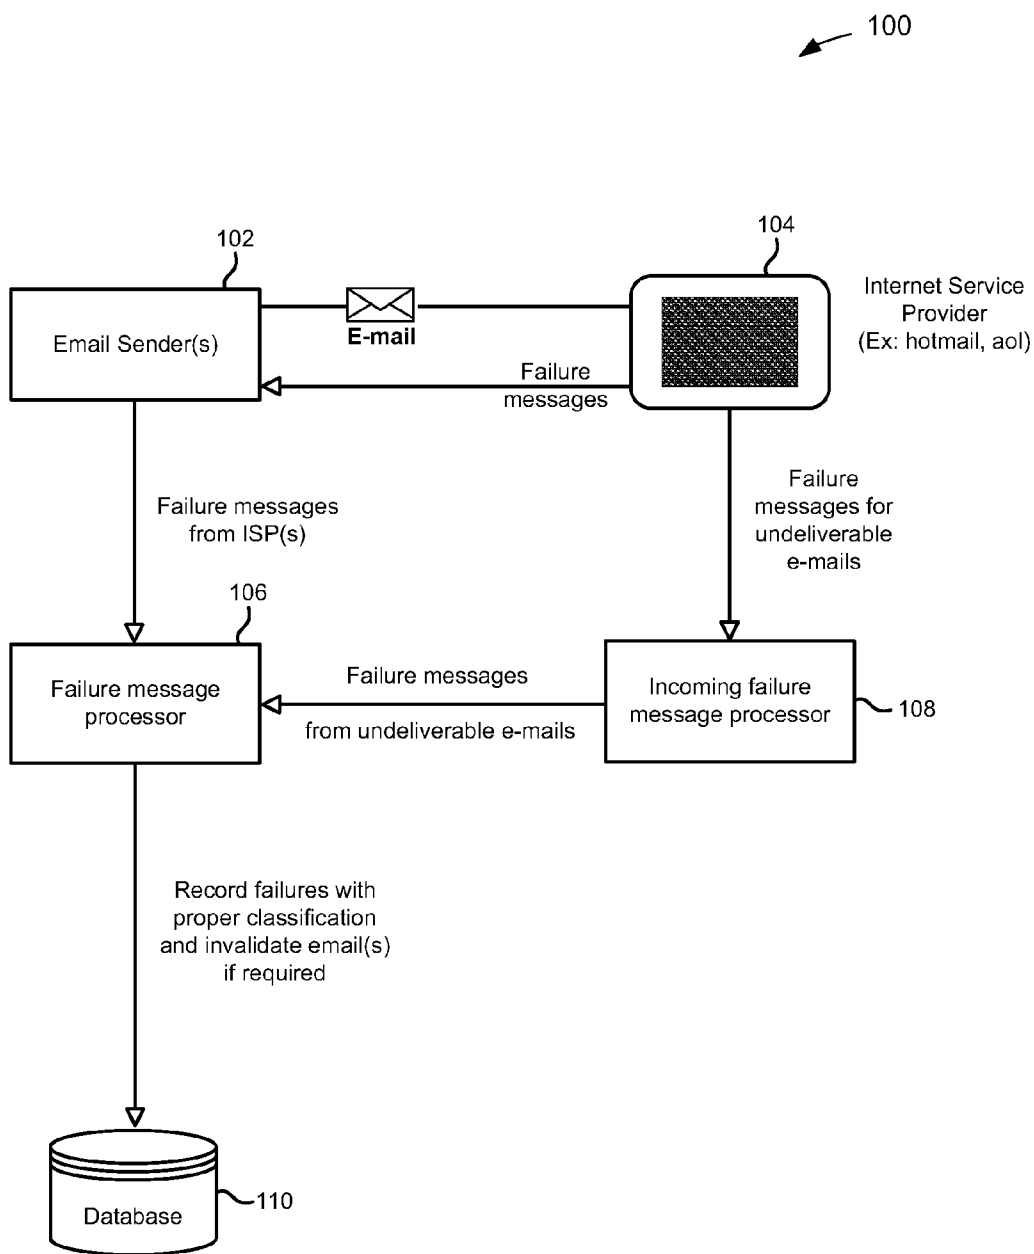 100
102
104
Email Sender(s)
E-mail
Internet Service
Provider
(Ex: hotmail, aol)
Failure
messages
Failure messages
from ISP(s)
Failure
messages for
undeliverable
e-mails
106
Failure message
processor
Failure messages
from undeliverable e-mails
Incoming failure
message processor
108
Record failures with
proper classification
and invalidate email(s)
if required
Database
110